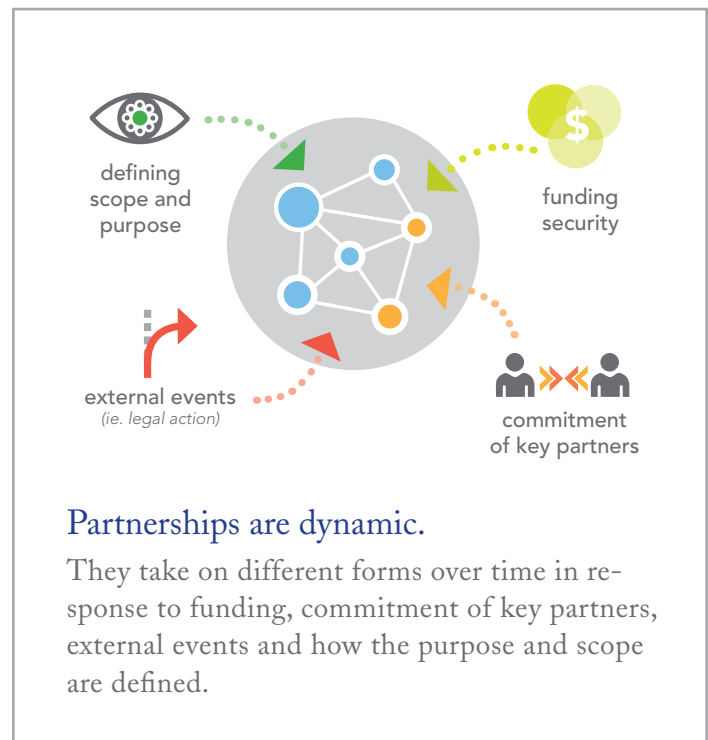 defining
scope and
purpose
$
funding
security
external events
(ie. legal action)
commitment
of key partners
Partnerships are dynamic.
They take on different forms over time in re-
sponse to funding, commitment of key partners,
external events and how the purpose and scope
are defined.